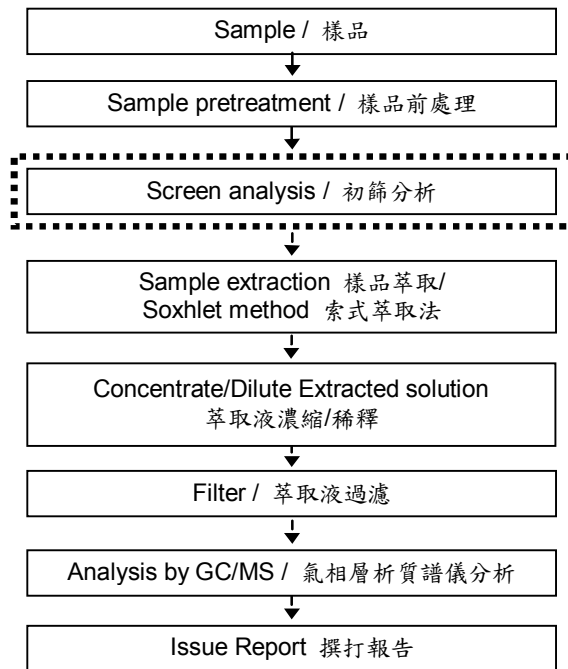 Sample / 樣品
Sample pretreatment / 樣品前處理
Screen analysis / 初篩分析
Sample extraction 樣品萃取/
Soxhlet method 索式萃取法
Concentrate/Dilute Extracted solution
萃取液濃縮/稀釋
Filter / 萃取液過濾
Analysis by GC/MS / 氣相層析質譜儀分析
Issue Report 撰打報告